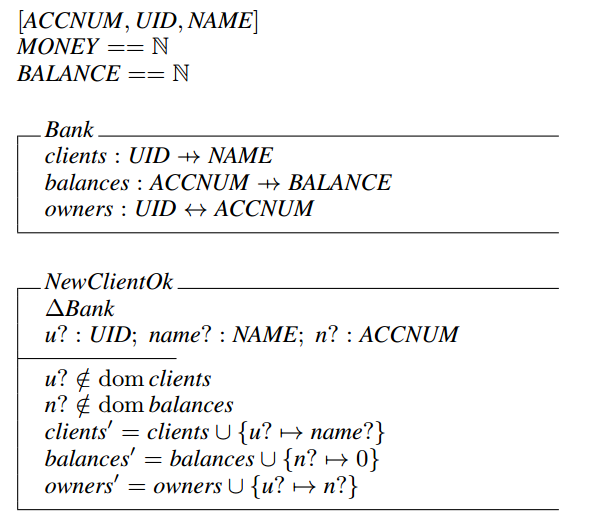 [ACCNUM, UID, NAME]
MONEY == ℕ
BALANCE == ℕ
Bank
clients : UID ⇸ NAME
balances : ACCNUM ⇸ BALANCE
owners : UID ↔ ACCNUM
NewClientOk
ΔBank
u? : UID; name? : NAME; n? : ACCNUM
u? ∉ dom clients
n? ∉ dom balances
clients′ = clients ∪ {u? ↦ name?}
balances′ = balances ∪ {n? ↦ 0}
owners′ = owners ∪ {u? ↦ n?}